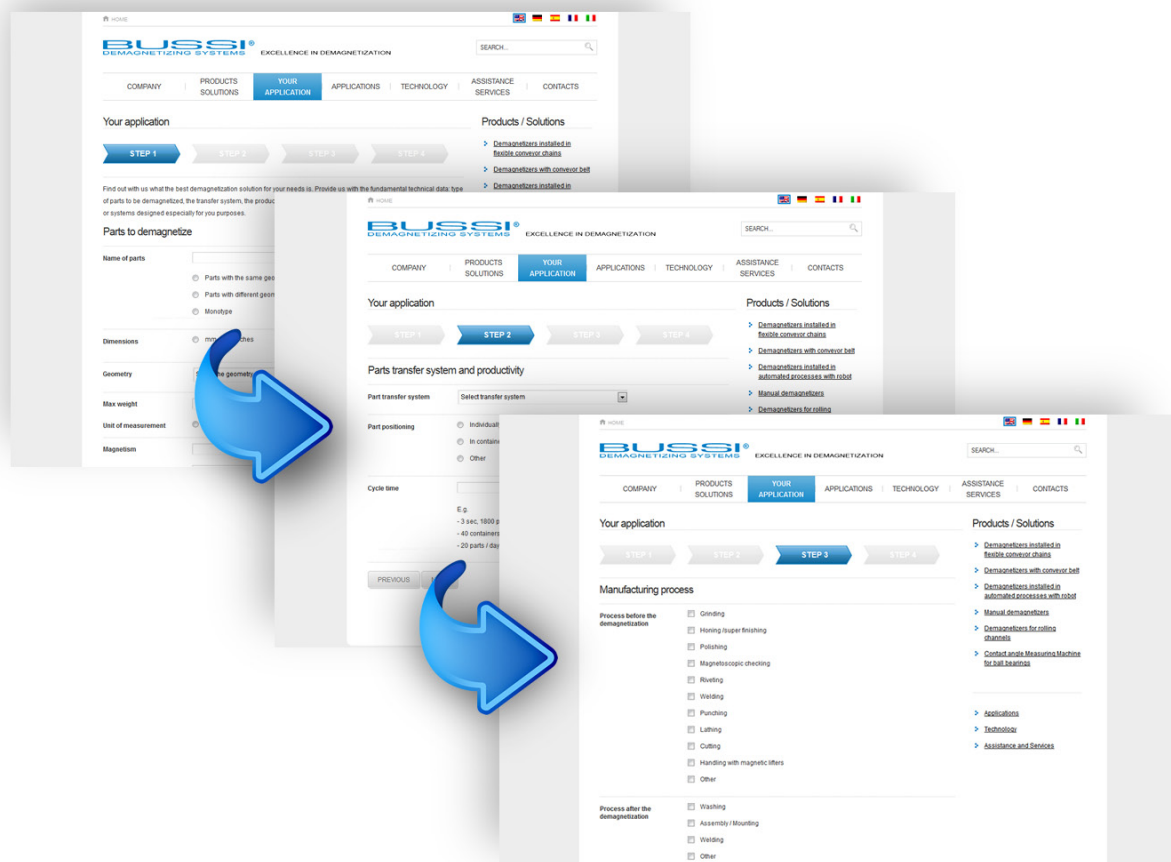 HOME
BUSSI®
DEMAGNETIZING SYSTEMS
EXCELLENCE IN DEMAGNETIZATION
SEARCH...
COMPANY
PRODUCTS
SOLUTIONS
YOUR
APPLICATION
APPLICATIONS
TECHNOLOGY
ASSISTANCE
SERVICES
CONTACTS
Your application
STEP 1
STEP 2
STEP 3
STEP 4
Find out with us what the best demagnetization solution for your needs is. Provide us with the fundamental technical data: type
of parts to be demagnetized, the transfer system, the produc
or systems designed especially for you purposes.
Products / Solutions
Demagnetizers installed in
flexible conveyor chains
Demagnetizers with conveyor belt
Demagnetizers installed in
Parts to demagnetize
Name of parts
Parts with the same geo
Parts with different geom
Monotype
Dimensions
Geometry
the geometry
Max weight
Unit of measurement
Magnetism
HOME
BUSSI®
DEMAGNETIZING SYSTEMS
EXCELLENCE IN DEMAGNETIZATION
SEARCH...
COMPANY
PRODUCTS
SOLUTIONS
YOUR
APPLICATION
APPLICATIONS
TECHNOLOGY
ASSISTANCE
SERVICES
CONTACTS
Your application
STEP 1
STEP 2
STEP 3
STEP 4
Products / Solutions
Demagnetizers installed in
flexible conveyor chains
Demagnetizers with conveyor belt
Demagnetizers installed in
automated processes with robot
Manual demagnetizers
Demagnetizers for rolling
Parts transfer system and productivity
Part transfer system
Select transfer system
Part positioning
Individuall
In containe
Other
Cycle time
E.g.
- 3 sec, 1800 p
- 40 containers
- 20 parts / day
PREVIOUS
HOME
BUSSI®
DEMAGNETIZING SYSTEMS
EXCELLENCE IN DEMAGNETIZATION
SEARCH...
COMPANY
PRODUCTS
SOLUTIONS
YOUR
APPLICATION
APPLICATIONS
TECHNOLOGY
ASSISTANCE
SERVICES
CONTACTS
Your application
STEP 1
STEP 2
STEP 3
STEP 4
Products / Solutions
Demagnetizers installed in
flexible conveyor chains
Demagnetizers with conveyor belt
Demagnetizers installed in
automated processes with robot
Manual demagnetizers
Demagnetizers for rolling
channels
Contact angle Measuring Machine
for ball bearings
Applications
Technology
Assistance and Services
Manufacturing process
Process before the
demagnetization
Grinding
Honing /super finishing
Polishing
Magnetoscopic checking
Riveting
Welding
Punching
Lathing
Cutting
Handling with magnetic lifters
Other
Process after the
demagnetization
Washing
Assembly / Mounting
Welding
Other